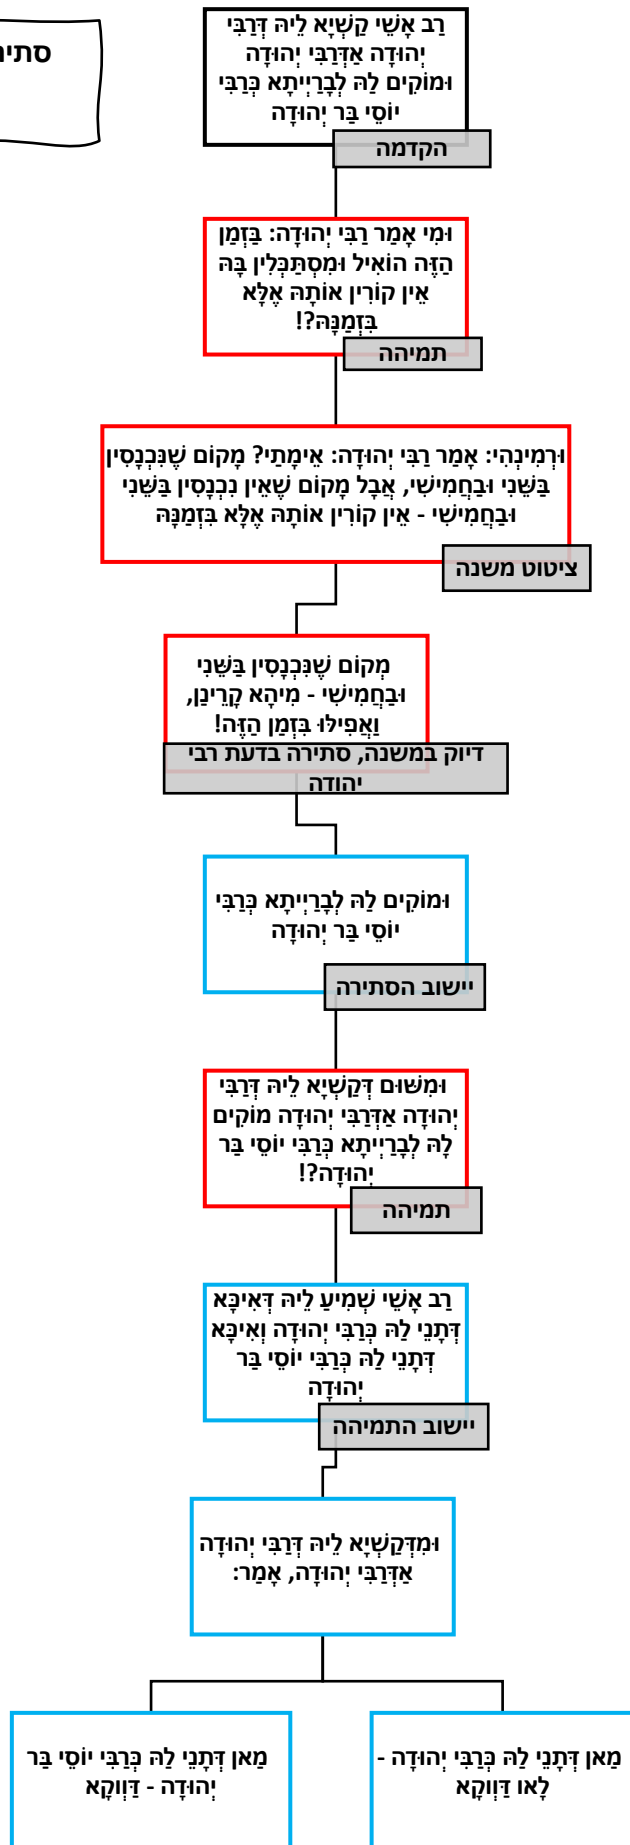 רַב אָשֵׁי קַשְׁיָא לֵיהּ דְּרַבִּי
יְהוּדָה אַדְּרַבִּי יְהוּדָה
וּמוֹקִים לַהּ לְבָרַיְיתָא כְּרַבִּי
יוֹסֵי בַּר יְהוּדָה
הקדמה
וּמִי אָמַר רַבִּי יְהוּדָה: בַּזְּמַן
הַזֶּה הוֹאִיל וּמִסְתַּכְּלִין בָּהּ
אֵין קוֹרִין אוֹתָהּ אֶלָּא
בִּזְמַנָּהּ?!
תמיהה
וּרְמִינְהִי: אָמַר רַבִּי יְהוּדָה: אֵימָתַי? מָקוֹם שֶׁנִּכְנָסִין
בַּשֵּׁנִי וּבַחֲמִישִׁי, אֲבָל מָקוֹם שֶׁאֵין נִכְנָסִין בַּשֵּׁנִי
וּבַחֲמִישִׁי - אֵין קוֹרִין אוֹתָהּ אֶלָּא בִּזְמַנָּהּ
ציטוט משנה
מְקוֹם שֶׁנִּכְנָסִין בַּשֵּׁנִי
וּבַחֲמִישִׁי - מִיהָא קָרֵינַן,
וַאֲפִילּוּ בִּזְמַן הַזֶּה!
דיוק במשנה, סתירה בדעת רבי
יהודה
וּמוֹקִים לַהּ לְבָרַיְיתָא כְּרַבִּי
יוֹסֵי בַּר יְהוּדָה
יישוב הסתירה
וּמִשּׁוּם דְּקַשְׁיָא לֵיהּ דְּרַבִּי
יְהוּדָה אַדְּרַבִּי יְהוּדָה מוֹקִים
לָהּ לְבָרַיְיתָא כְּרַבִּי יוֹסֵי בַּר
יְהוּדָה?!
תמיהה
רַב אָשֵׁי שְׁמִיעַ לֵיהּ דְּאִיכָּא
דְּתָנֵי לַהּ כְּרַבִּי יְהוּדָה וְאִיכָּא
דְּתָנֵי לַהּ כְּרַבִּי יוֹסֵי בַּר
יְהוּדָה
יישוב התמיהה
וּמִדְּקַשְׁיָא לֵיהּ דְּרַבִּי יְהוּדָה
אַדְּרַבִּי יְהוּדָה, אָמַר:
מַאן דְּתָנֵי לַהּ כְּרַבִּי יְהוּדָה -
לָאו דַּוְוקָא
מַאן דְּתָנֵי לַהּ כְּרַבִּי יוֹסֵי בַּר
יְהוּדָה - דַּוְוקָא